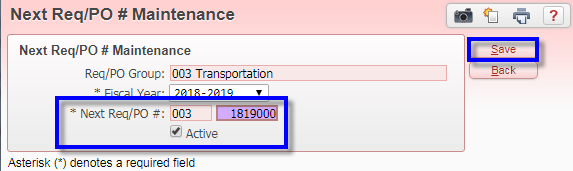 Next Req/PO # Maintenance
?
Next Req/PO # Maintenance
Save
Req/PO Group: 003 Transportation
Back
* Fiscal Year: 2018-2019
* Next Req/PO #: 003 1819000
Active
Asterisk (*) denotes a required field